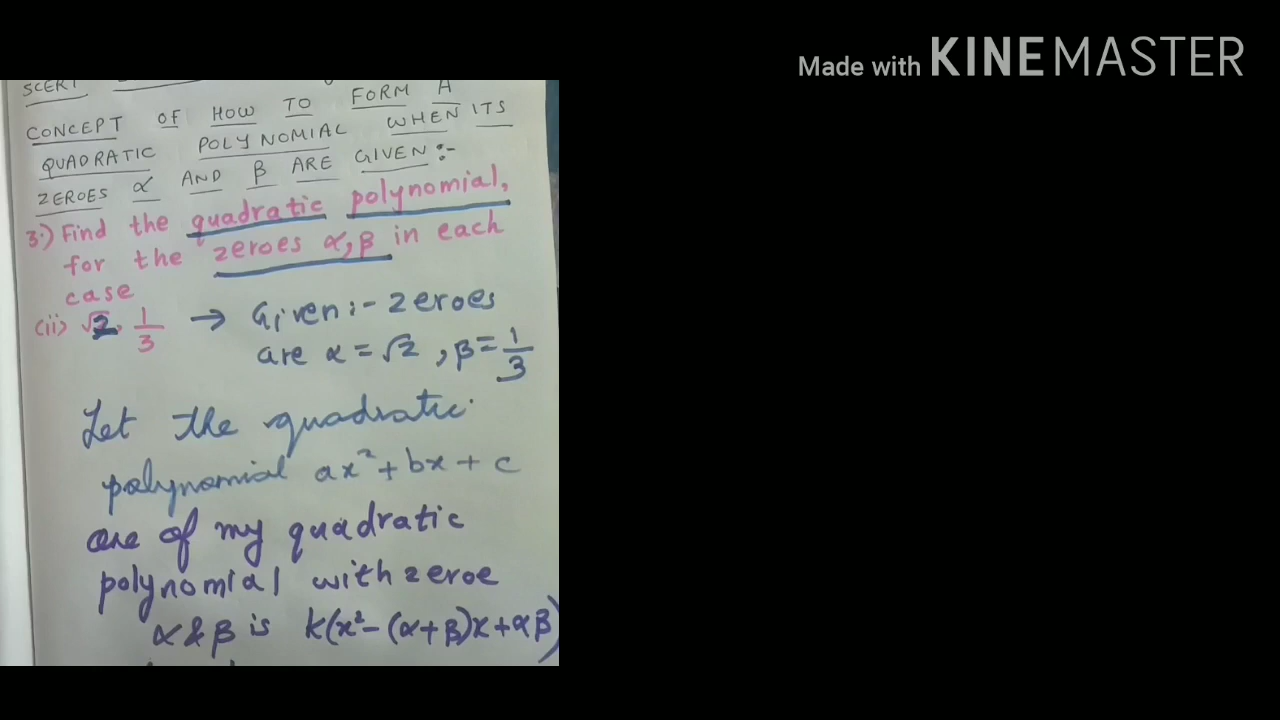 Made with KINEMASTER
SCERT
CONCEPT OF HOW TO FORM A
QUADRATIC POLYNOMIAL WHEN ITS
ZEROES α AND β ARE GIVEN:-
3.) Find the quadratic polynomial,
for the zeroes α, β in each
case
(ii) √2, 1/3 → Given:- Zeroes
are α = √2, β = 1/3
Let the quadratic
polynomial ax² + bx + c
one of my quadratic
polynomial with zeroe
α & β is k(x² - (α+β)x + αβ)